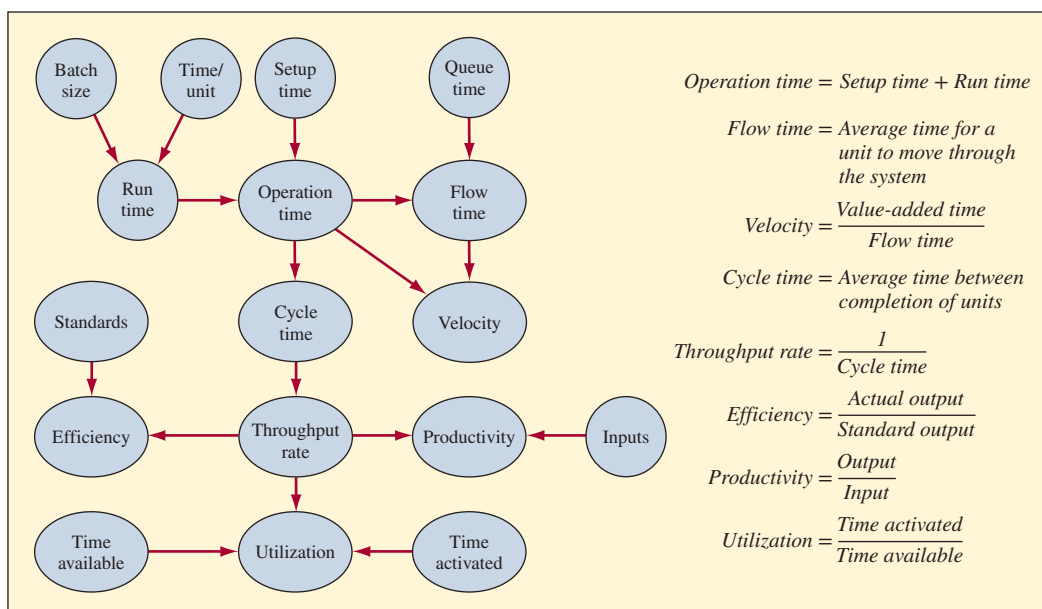 Batch
size
Time/
unit
Setup
time
Queue
time
Run
time
Operation
time
Flow
time
Standards
Cycle
time
Velocity
Efficiency
Throughput
rate
Productivity
Inputs
Time
available
Utilization
Time
activated
Operation time = Setup time + Run time
Flow time = Average time for a
unit to move through
the system
Velocity = Value-added time
Flow time
Cycle time = Average time between
completion of units
Throughput rate = 1
Cycle time
Efficiency = Actual output
Standard output
Productivity = Output
Input
Utilization = Time activated
Time available